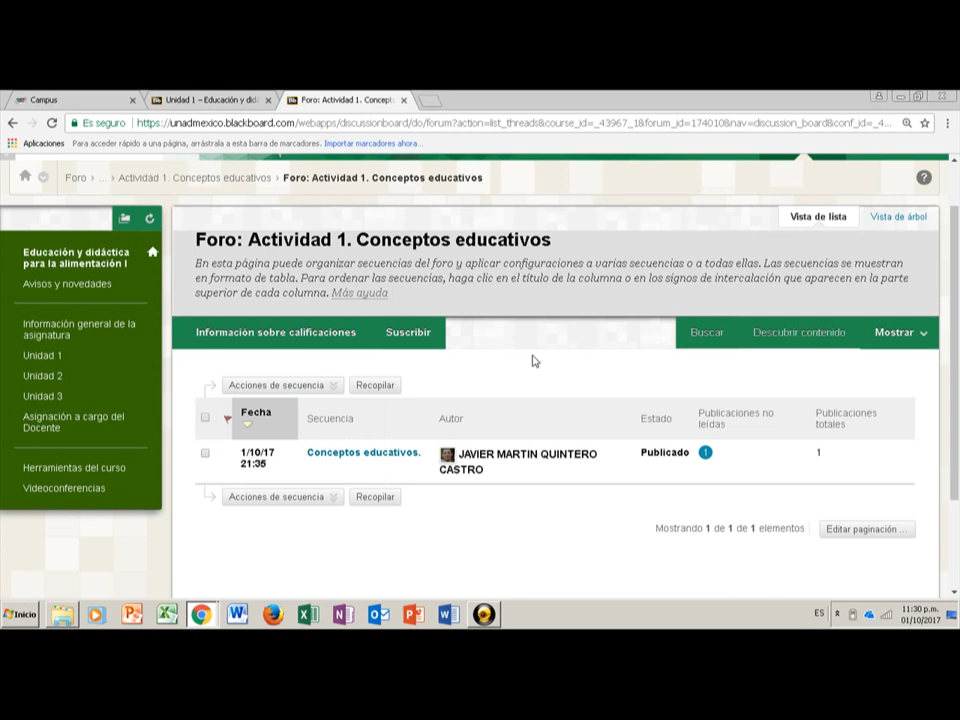 Campus
Unidad 1 – Educación y did
Foro: Actividad 1. Concept
Es seguro
https://unadmexico.blackboard.com/webapps/discussionboard/do/forum?action=list_threads&course_id=_43967_1&forum_id=174010&nav=discussion_board&conf_id=_4...
Aplicaciones
Para acceder rápido a una página, arrástrala a esta barra de marcadores. Importar marcadores ahora...
Foro > ... > Actividad 1. Conceptos educativos > Foro: Actividad 1. Conceptos educativos
Vista de lista
Vista de árbol
Educación y didáctica
para la alimentación I
Avisos y novedades
Información general de la
asignatura
Unidad 1
Unidad 2
Unidad 3
Asignación a cargo del
Docente
Herramientas del curso
Videoconferencias
Foro: Actividad 1. Conceptos educativos
En esta página puede organizar secuencias del foro y aplicar configuraciones a varias secuencias o a todas ellas. Las secuencias se muestran
en formato de tabla. Para ordenar las secuencias, haga clic en el título de la columna o en los signos de intercalación que aparecen en la parte
superior de cada columna. Más ayuda
Información sobre calificaciones
Suscribir
Buscar
Descubrir contenido
Mostrar
Acciones de secuencia
Recopilar
Fecha
Secuencia
Autor
Estado
Publicaciones no
leídas
Publicaciones
totales
1/10/17
21:35
Conceptos educativos.
JAVIER MARTIN QUINTERO
CASTRO
Publicado
1
1
Acciones de secuencia
Recopilar
Mostrando 1 de 1 de 1 elementos
Editar paginación ...
Inicio
ES
11:30 p.m.
01/10/2017